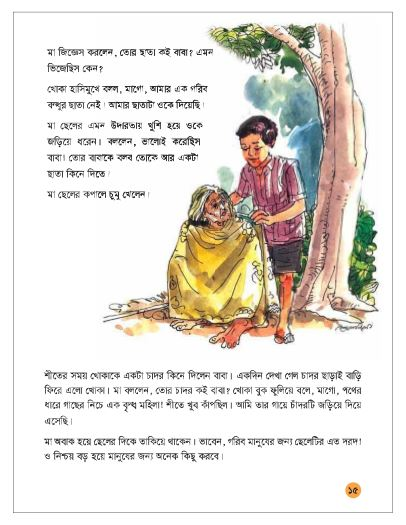 মা জিজ্ঞেস করলেন, তোর ছাতা কই বাবা? এমন
ভিজেছিস কেন?
খোকা হাসিমুখে বলল, মাগো, আমার এক গরিব
বন্ধুর ছাতা নেই। আমার ছাতাটা ওকে দিয়েছি।
মা ছেলের এমন উদারতায় খুশি হয়ে ওকে
জড়িয়ে ধরেন। বললেন, ভালোই করেছিস
বাবা। তোর বাবাকে বলব তোকে আর একটা
ছাতা কিনে দিতে।
মা ছেলের কপালে চুমু খেলেন।
শীতের সময় খোকাকে একটা চাদর কিনে দিলেন বাবা। একদিন দেখা গেল চাদর ছাড়াই বাড়ি
ফিরে এলো খোকা। মা বললেন, তোর চাদর কই বাবা? খোকা বুক ফুলিয়ে বলে, মাগো, পথের
ধারে গাছের নিচে এক বৃদ্ধ মহিলা! শীতে খুব কাঁপছিল। আমি তার গায়ে চাঁদরটি জড়িয়ে দিয়ে
এসেছি।
মা অবাক হয়ে ছেলের দিকে তাকিয়ে থাকেন। ভাবেন, গরিব মানুষের জন্য ছেলেটির এত দরদ!
ও নিশ্চয় বড় হয়ে মানুষের জন্য অনেক কিছু করবে।
১৫